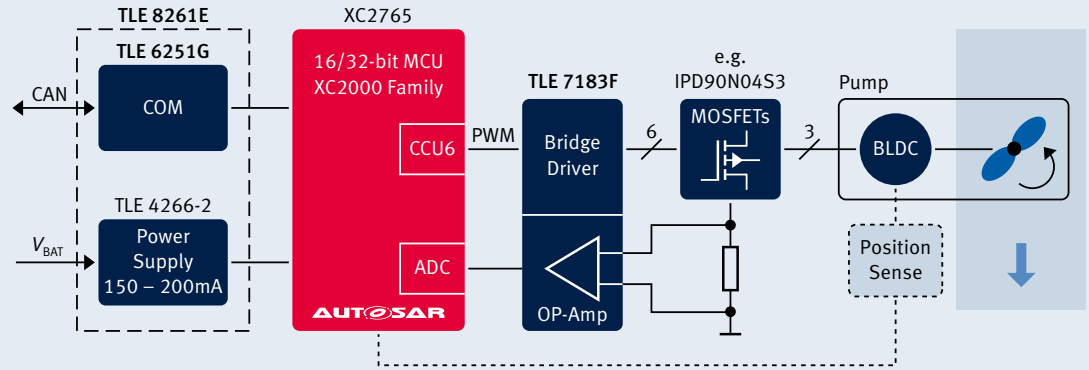 TLE 8261E
TLE 6251G
COM
CAN
TLE 4266-2
Power
Supply
150 – 200mA
VBAT
XC2765
16/32-bit MCU
XC2000 Family
CCU6
ADC
AUTOSAR
PWM
TLE 7183F
Bridge
Driver
OP-Amp
6
e.g.
IPD90N04S3
MOSFETs
3
Pump
BLDC
Position
Sense